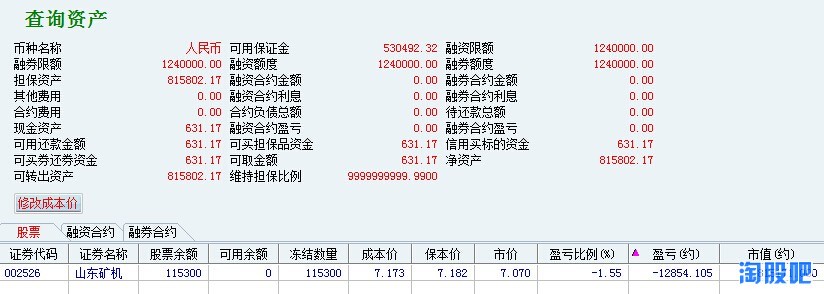 查询资产
币种名称 人民币 可用保证金 530492.32 融资限额 1240000.00
融券限额 1240000.00 融资额度 1240000.00 融券额度 1240000.00
担保资产 815802.17 融资合约金额 0.00 融券合约金额 0.00
其他费用 0.00 融资合约利息 0.00 融券合约利息 0.00
合约费用 0.00 合约负债总额 0.00 待还款总额 0.00
现金资产 631.17 融资合约盈亏 0.00 融券合约盈亏 0.00
可用还款金额 631.17 可买担保品资金 631.17 信用买标的资金 631.17
可买券还券资金 631.17 可取金额 631.17 净资产 815802.17
可转出资产 815802.17 维持担保比例 9999999999.9900
修改成本价
股票 融资合约 融券合约
证券代码 证券名称 股票余额 可用余额 冻结数量 成本价 保本价 市价 盈亏比例(%) 盈亏(约) 市值(约)
002526 山东矿机 115300 0 115300 7.173 7.182 7.070 -1.55 -12854.105
淘股吧